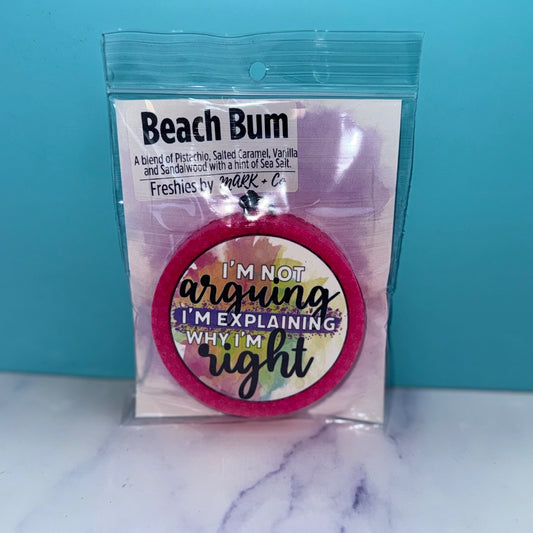 Beach Bum
A blend of Pistachio, Salted Caramel, Vanilla
and Sandalwood with a hint of Sea Salt.
Freshies by MARK + Co
I'M NOT
arguing
I'M EXPLAINING
WHY I'M
right